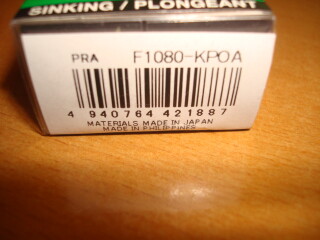 SINKING / PLONGEANT
PRA F1080-KPOA
4 940764 421887
MATERIALS MADE IN JAPAN
MADE IN PHILIPPINES